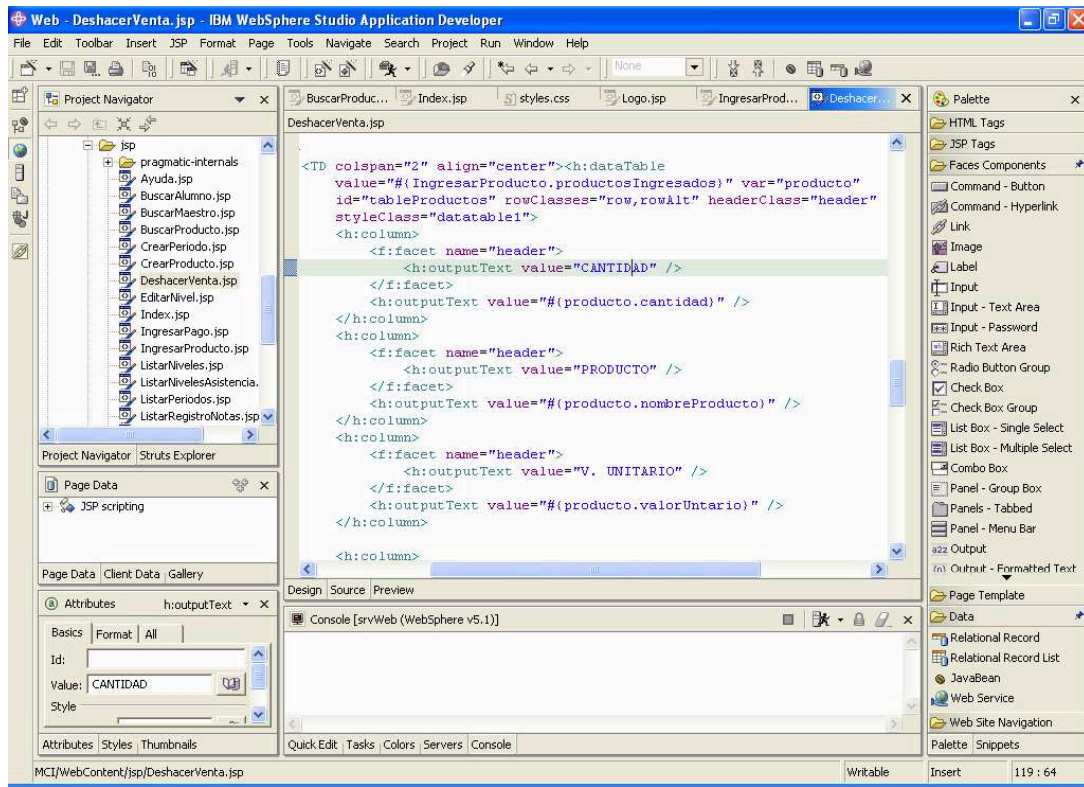 Web - DeshacerVenta.jsp - IBM WebSphere Studio Application Developer
File Edit Toolbar Insert JSP Format Page Tools Navigate Search Project Run Window Help
None
Project Navigator
jsp
pragmatic-internals
Ayuda.jsp
BuscarAlumno.jsp
BuscarMaestro.jsp
BuscarProducto.jsp
CrearPeriodo.jsp
CrearProducto.jsp
DeshacerVenta.jsp
EditarNivel.jsp
Index.jsp
IngresarPago.jsp
IngresarProducto.jsp
ListarNiveles.jsp
ListarNivelesAsistencia.
ListarPeriodos.jsp
ListarRegistroNotas.jsp
Project Navigator Struts Explorer
Page Data
JSP scripting
Page Data Client Data Gallery
Attributes h:outputText
Basics Format All
Id:
Value: CANTIDAD
Style
Attributes Styles Thumbnails
BuscarProduc... Index.jsp styles.css Logo.jsp IngresarProd... Deshacer...
DeshacerVenta.jsp
<TD colspan="2" align="center"><h:dataTable
value="#{IngresarProducto.productosIngresados}" var="producto"
id="tableProductos" rowClasses="row,rowAlt" headerClass="header"
styleClass="datatable1">
<h:column>
<f:facet name="header">
<h:outputText value="CANTIDAD" />
</f:facet>
<h:outputText value="#{producto.cantidad}" />
</h:column>
<h:column>
<f:facet name="header">
<h:outputText value="PRODUCTO" />
</f:facet>
<h:outputText value="#{producto.nombreProducto}" />
</h:column>
<h:column>
<f:facet name="header">
<h:outputText value="V. UNITARIO" />
</f:facet>
<h:outputText value="#{producto.valorUntario}" />
</h:column>
<h:column>
Design Source Preview
Console [srvWeb (WebSphere v5.1)]
Quick Edit Tasks Colors Servers Console
Palette
HTML Tags
JSP Tags
Faces Components
Command - Button
Command - Hyperlink
Link
Image
Label
Input
Input - Text Area
Input - Password
Rich Text Area
Radio Button Group
Check Box
Check Box Group
List Box - Single Select
List Box - Multiple Select
Combo Box
Panel - Group Box
Panels - Tabbed
Panel - Menu Bar
Output
Output - Formatted Text
Page Template
Data
Relational Record
Relational Record List
JavaBean
Web Service
Web Site Navigation
Palette Snippets
MCI/WebContent/jsp/DeshacerVenta.jsp Writable Insert 119 : 64